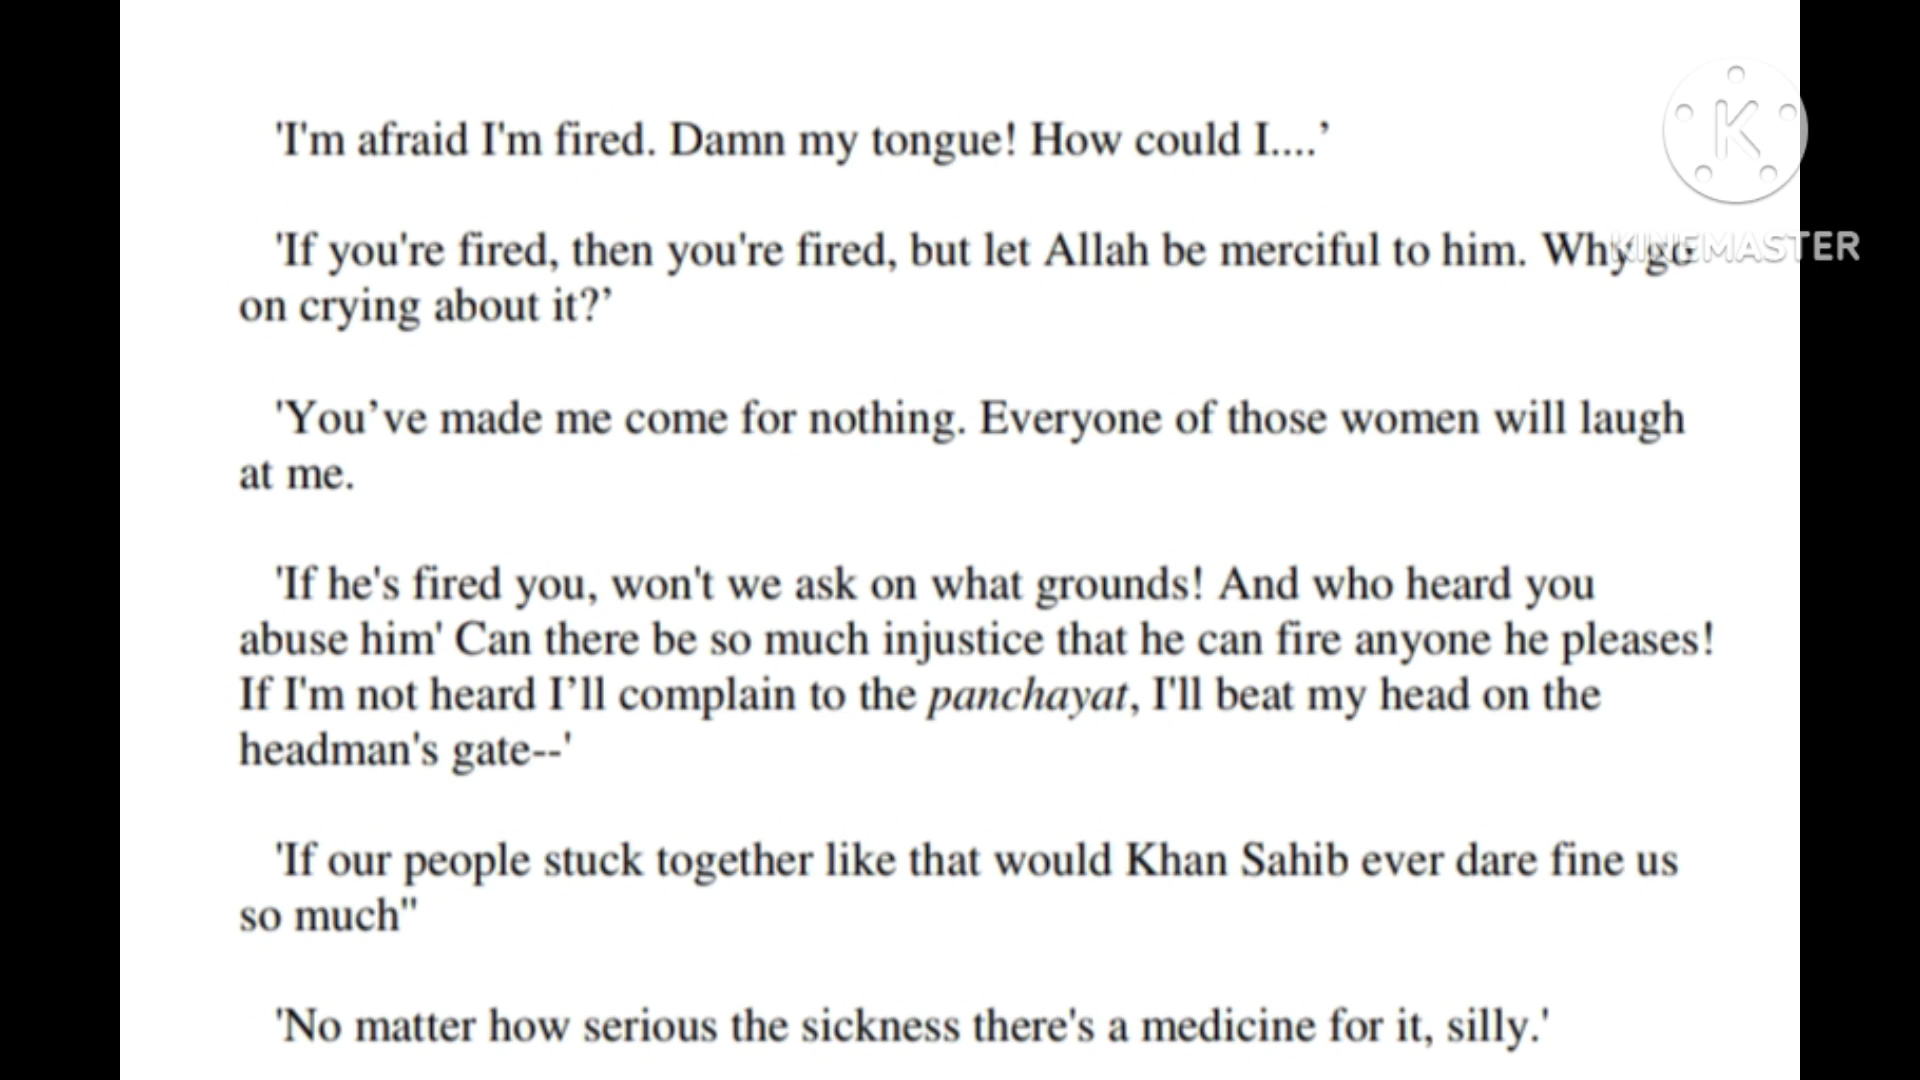 'I'm afraid I'm fired. Damn my tongue! How could I....’
'If you're fired, then you're fired, but let Allah be merciful to him. Why go
on crying about it?’
'You’ve made me come for nothing. Everyone of those women will laugh
at me.
'If he's fired you, won't we ask on what grounds! And who heard you
abuse him' Can there be so much injustice that he can fire anyone he pleases!
If I'm not heard I’ll complain to the panchayat, I'll beat my head on the
headman's gate--'
'If our people stuck together like that would Khan Sahib ever dare fine us
so much"
'No matter how serious the sickness there's a medicine for it, silly.'
K
KINEMASTER